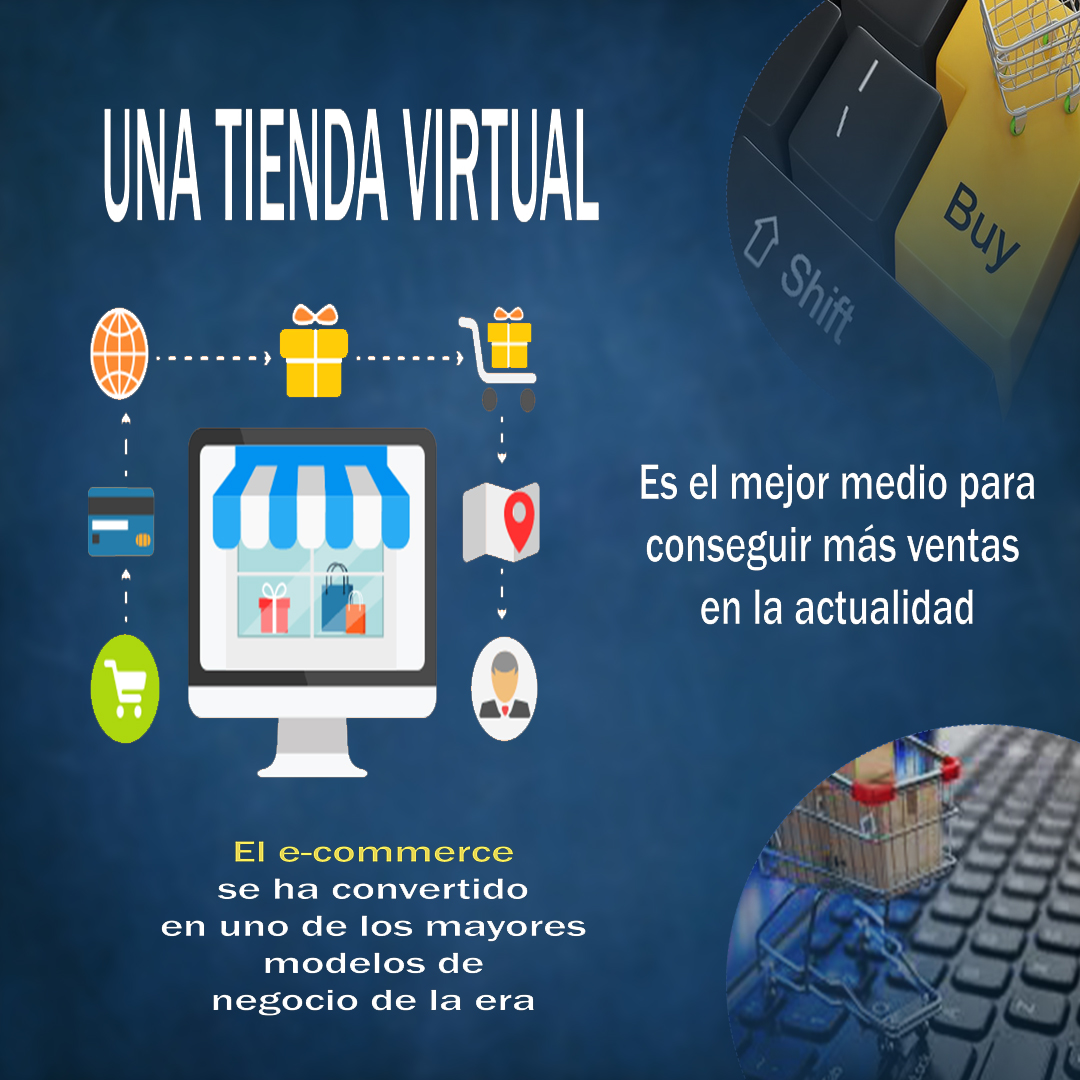 UNA TIENDA VIRTUAL
Buy
Shift
Es el mejor medio para
conseguir más ventas
en la actualidad
El e-commerce
se ha convertido
en uno de los mayores
modelos de
negocio de la era